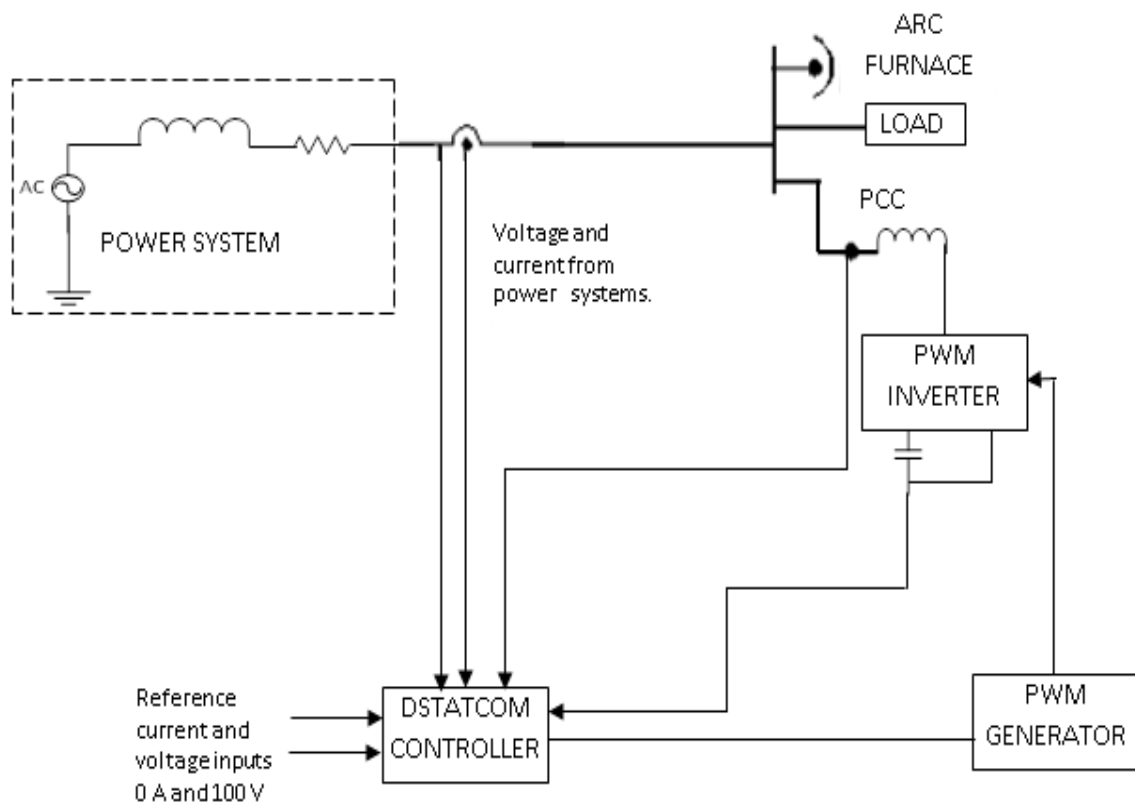 ARC
FURNACE
LOAD
AC
POWER SYSTEM
PCC
Voltage and
current from
power systems.
PWM
INVERTER
Reference
current and
voltage inputs
0 A and 100 V
DSTATCOM
CONTROLLER
PWM
GENERATOR